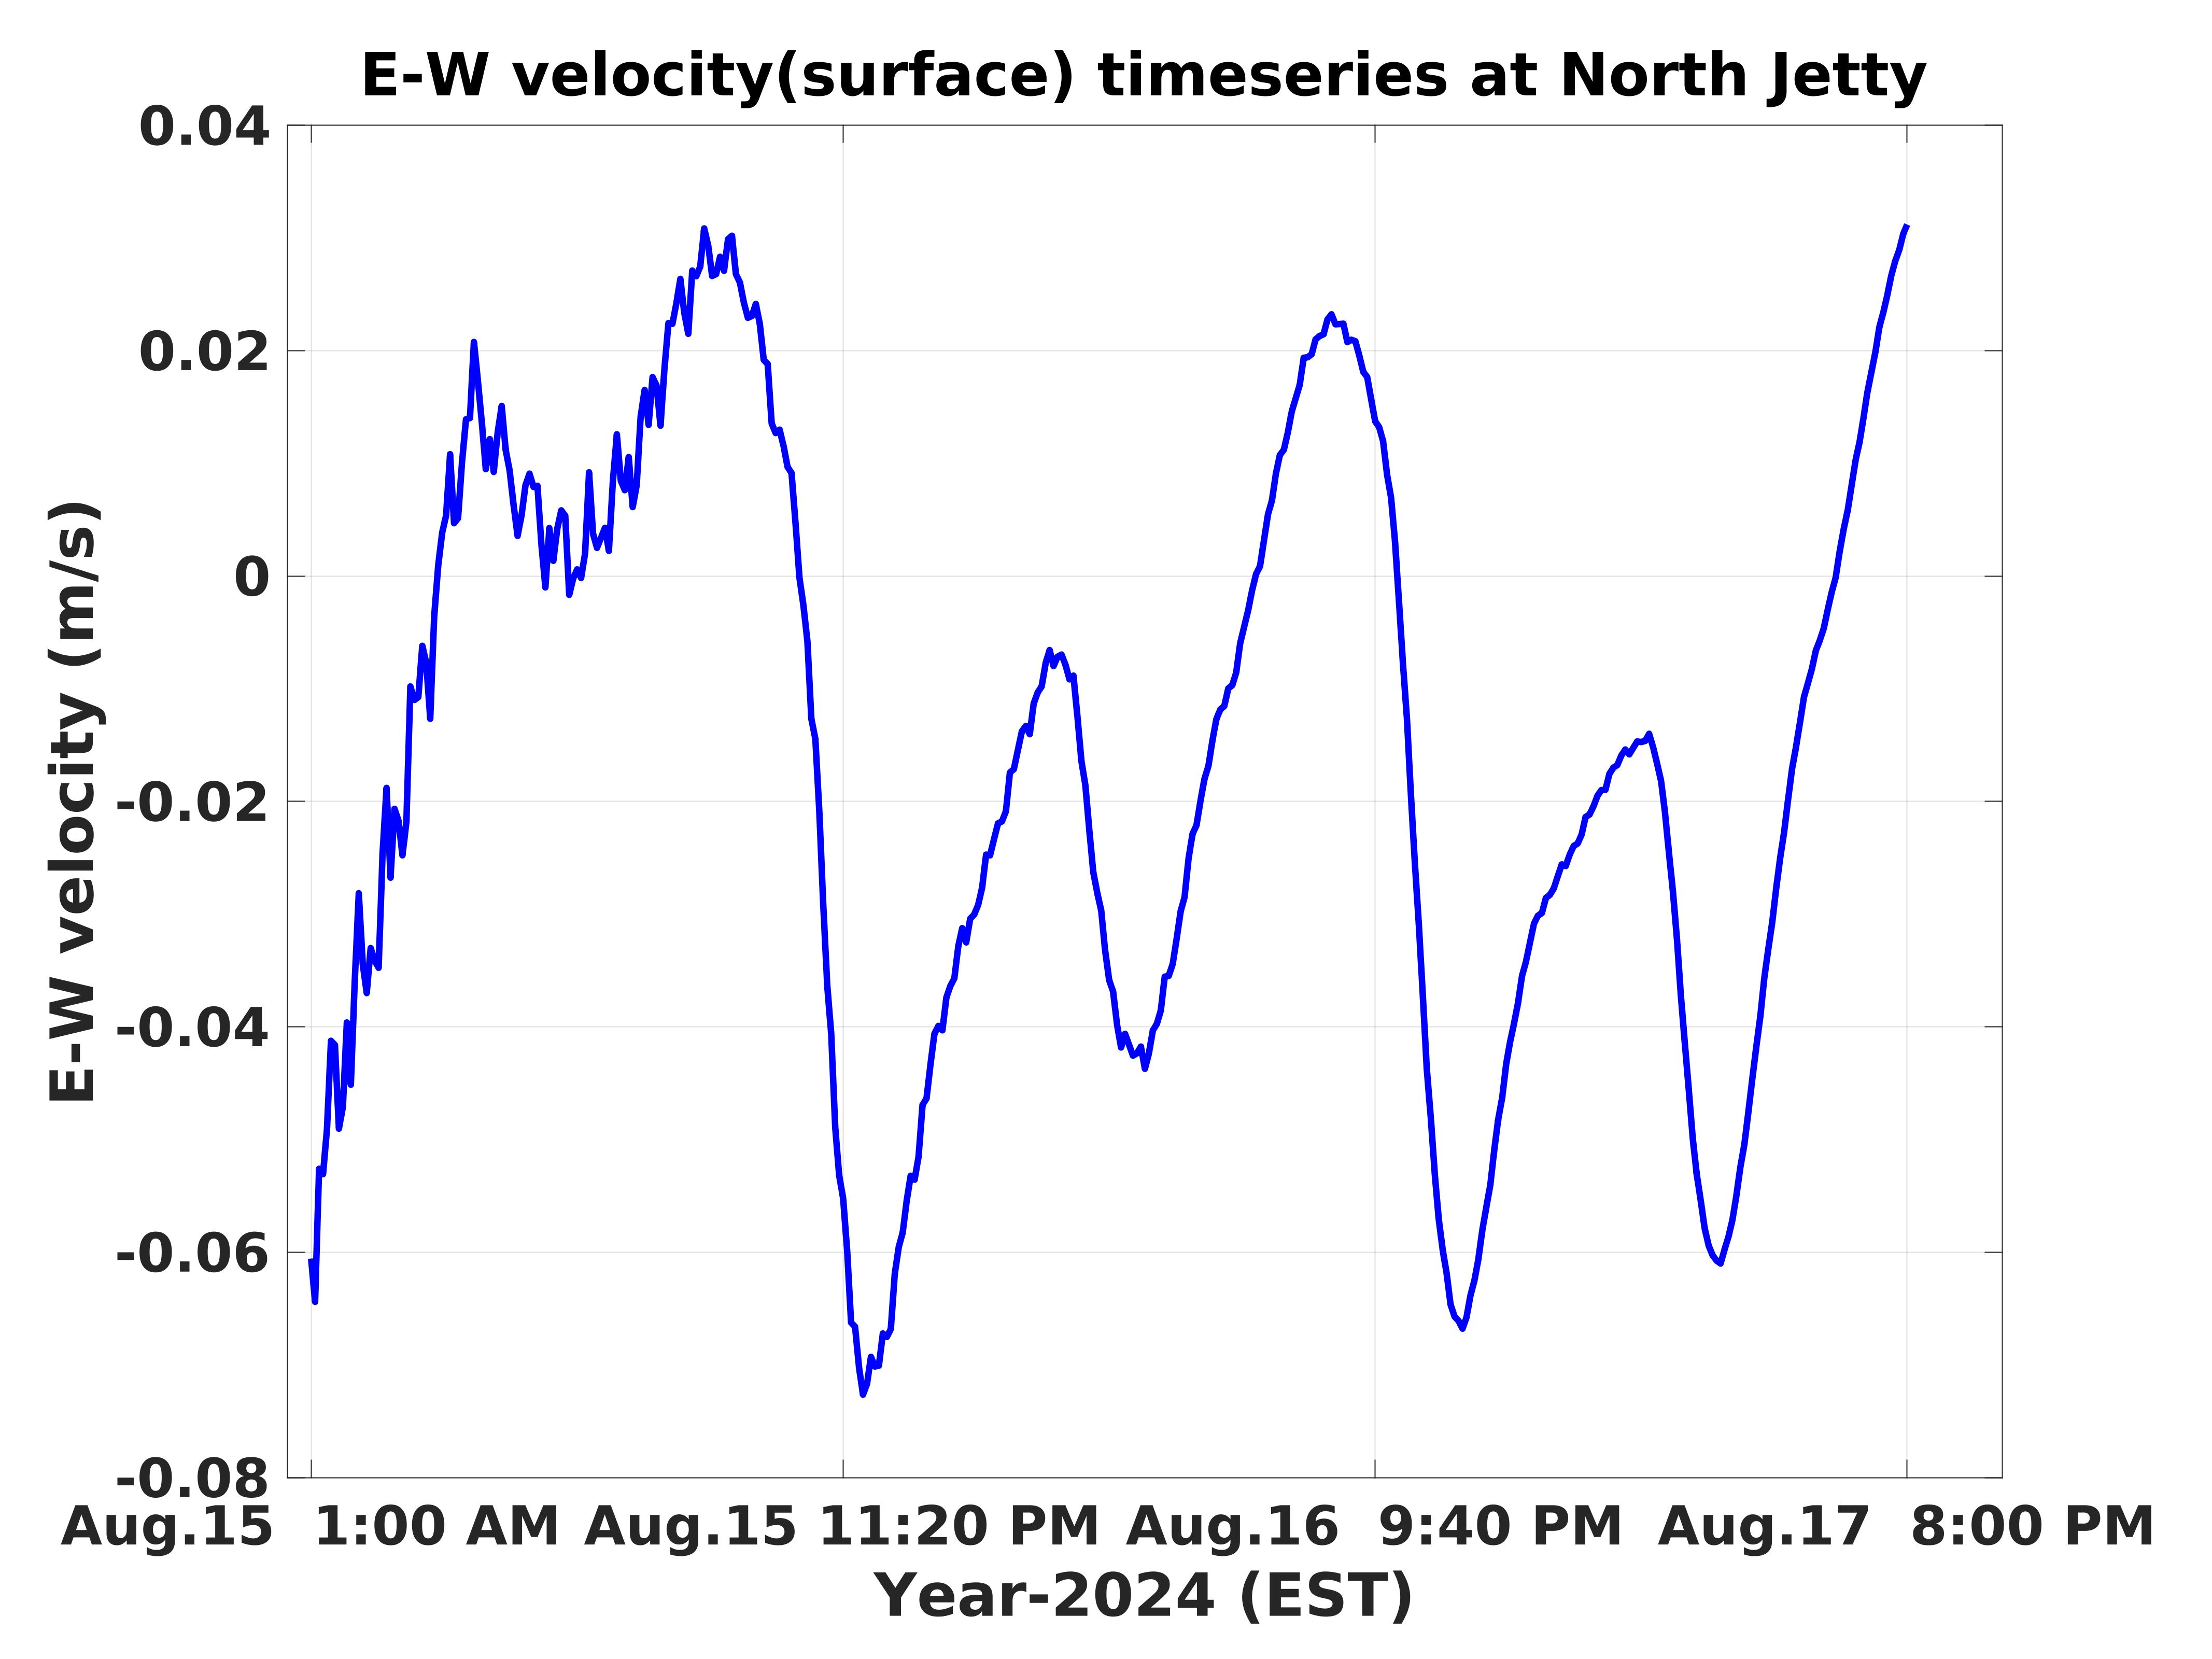 E-W velocity(surface) timeseries at North Jetty
0.04
0.02
0
-0.02
-0.04
-0.06
-0.08
E-W velocity (m/s)
Aug.15 1:00 AM Aug.15 11:20 PM Aug.16 9:40 PM Aug.17 8:00 PM
Year-2024 (EST)